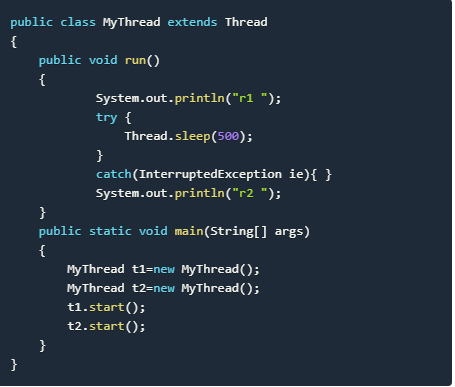 public class MyThread extends Thread
{
    public void run()
    {
            System.out.println("r1 ");
            try {
                Thread.sleep(500);
            }
            catch(InterruptedException ie){ }
            System.out.println("r2 ");
    }
    public static void main(String[] args)
    {
        MyThread t1=new MyThread();
        MyThread t2=new MyThread();
        t1.start();
        t2.start();
    }
}